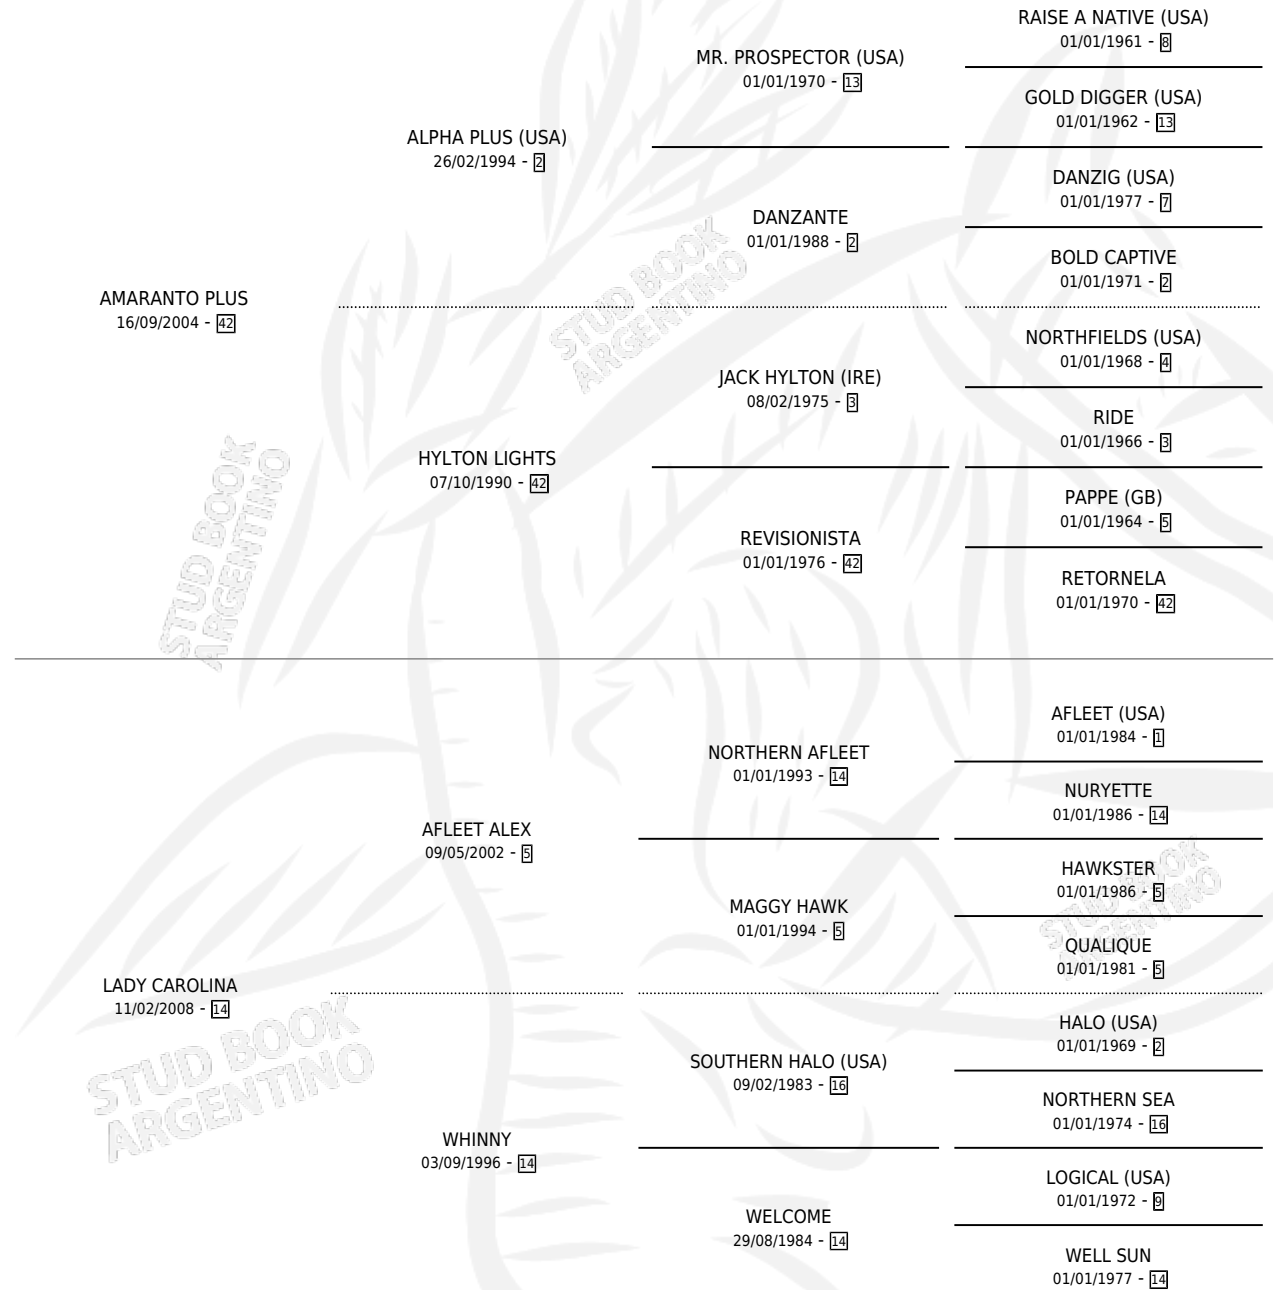 RAISE A NATIVE (USA)
01/01/1961 - 8
MR. PROSPECTOR (USA)
01/01/1970 - 13
GOLD DIGGER (USA)
01/01/1962 - 13
ALPHA PLUS (USA)
26/02/1994 - 2
DANZIG (USA)
01/01/1977 - 7
DANZANTE
01/01/1988 - 2
BOLD CAPTIVE
01/01/1971 - 2
AMARANTO PLUS
16/09/2004 - 42
STUD BOOK
ARGENTINO
NORTHFIELDS (USA)
01/01/1968 - 4
JACK HYLTON (IRE)
08/02/1975 - 3
RIDE
01/01/1966 - 3
HYLTON LIGHTS
07/10/1990 - 42
PAPPE (GB)
01/01/1964 - 5
REVISIONISTA
01/01/1976 - 42
RETORNELA
01/01/1970 - 42
STUD BOOK
ARGENTINO
AFLEET (USA)
01/01/1984 - 1
NORTHERN AFLEET
01/01/1993 - 14
NURYETTE
01/01/1986 - 14
AFLEET ALEX
09/05/2002 - 5
HAWKSTER
01/01/1986 - 5
MAGGY HAWK
01/01/1994 - 5
QUALIQUE
01/01/1981 - 5
STUD BOOK
ARGENTINO
LADY CAROLINA
11/02/2008 - 14
HALO (USA)
01/01/1969 - 2
SOUTHERN HALO (USA)
09/02/1983 - 16
NORTHERN SEA
01/01/1974 - 16
STUD BOOK
ARGENTINO
WHINNY
03/09/1996 - 14
LOGICAL (USA)
01/01/1972 - 9
WELCOME
29/08/1984 - 14
WELL SUN
01/01/1977 - 14